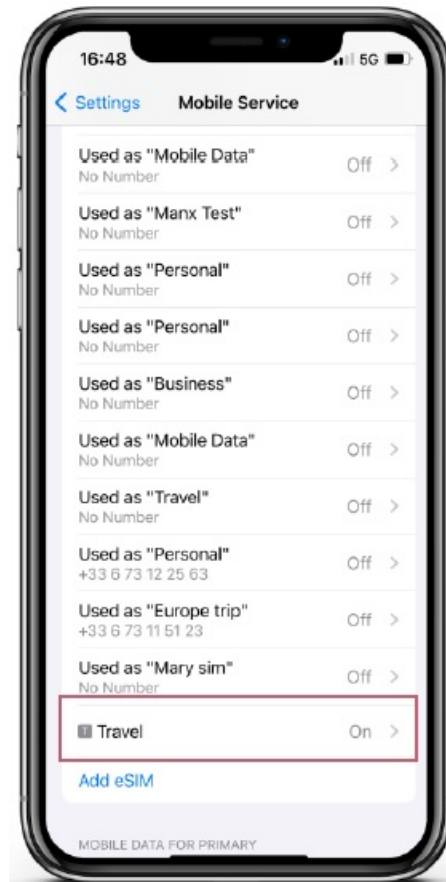 16:48
5G
Settings
Mobile Service
Used as "Mobile Data"
No Number
Off
Used as "Manx Test"
No Number
Off
Used as "Personal"
No Number
Off
Used as "Personal"
No Number
Off
Used as "Business"
No Number
Off
Used as "Mobile Data"
No Number
Off
Used as "Travel"
No Number
Off
Used as "Personal"
+33 6 73 12 25 63
Off
Used as "Europe trip"
+33 6 73 11 51 23
Off
Used as "Mary sim"
No Number
Off
T Travel
On
Add eSIM
MOBILE DATA FOR PRIMARY